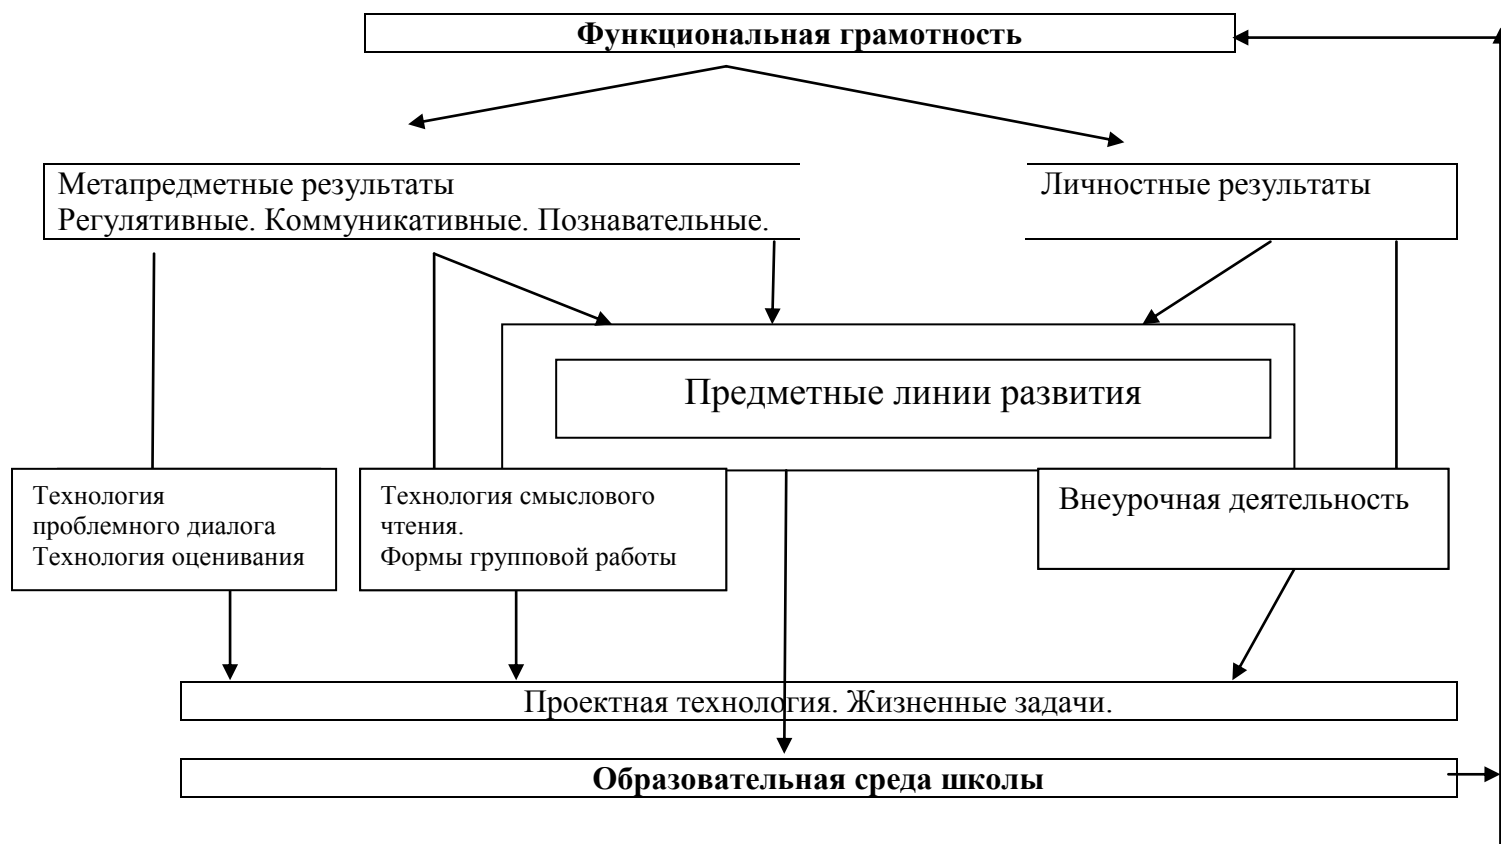 Функциональная грамотность
Метапредметные результаты
Регулятивные. Коммуникативные. Познавательные.
Личностные результаты
Предметные линии развития
Технология
проблемного диалога
Технология оценивания
Технология смыслового
чтения.
Формы групповой работы
Внеурочная деятельность
Проектная технология. Жизненные задачи.
Образовательная среда школы